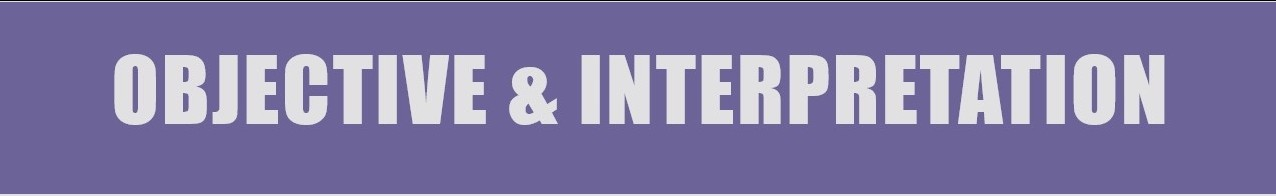 OBJECTIVE & INTERPRETATION